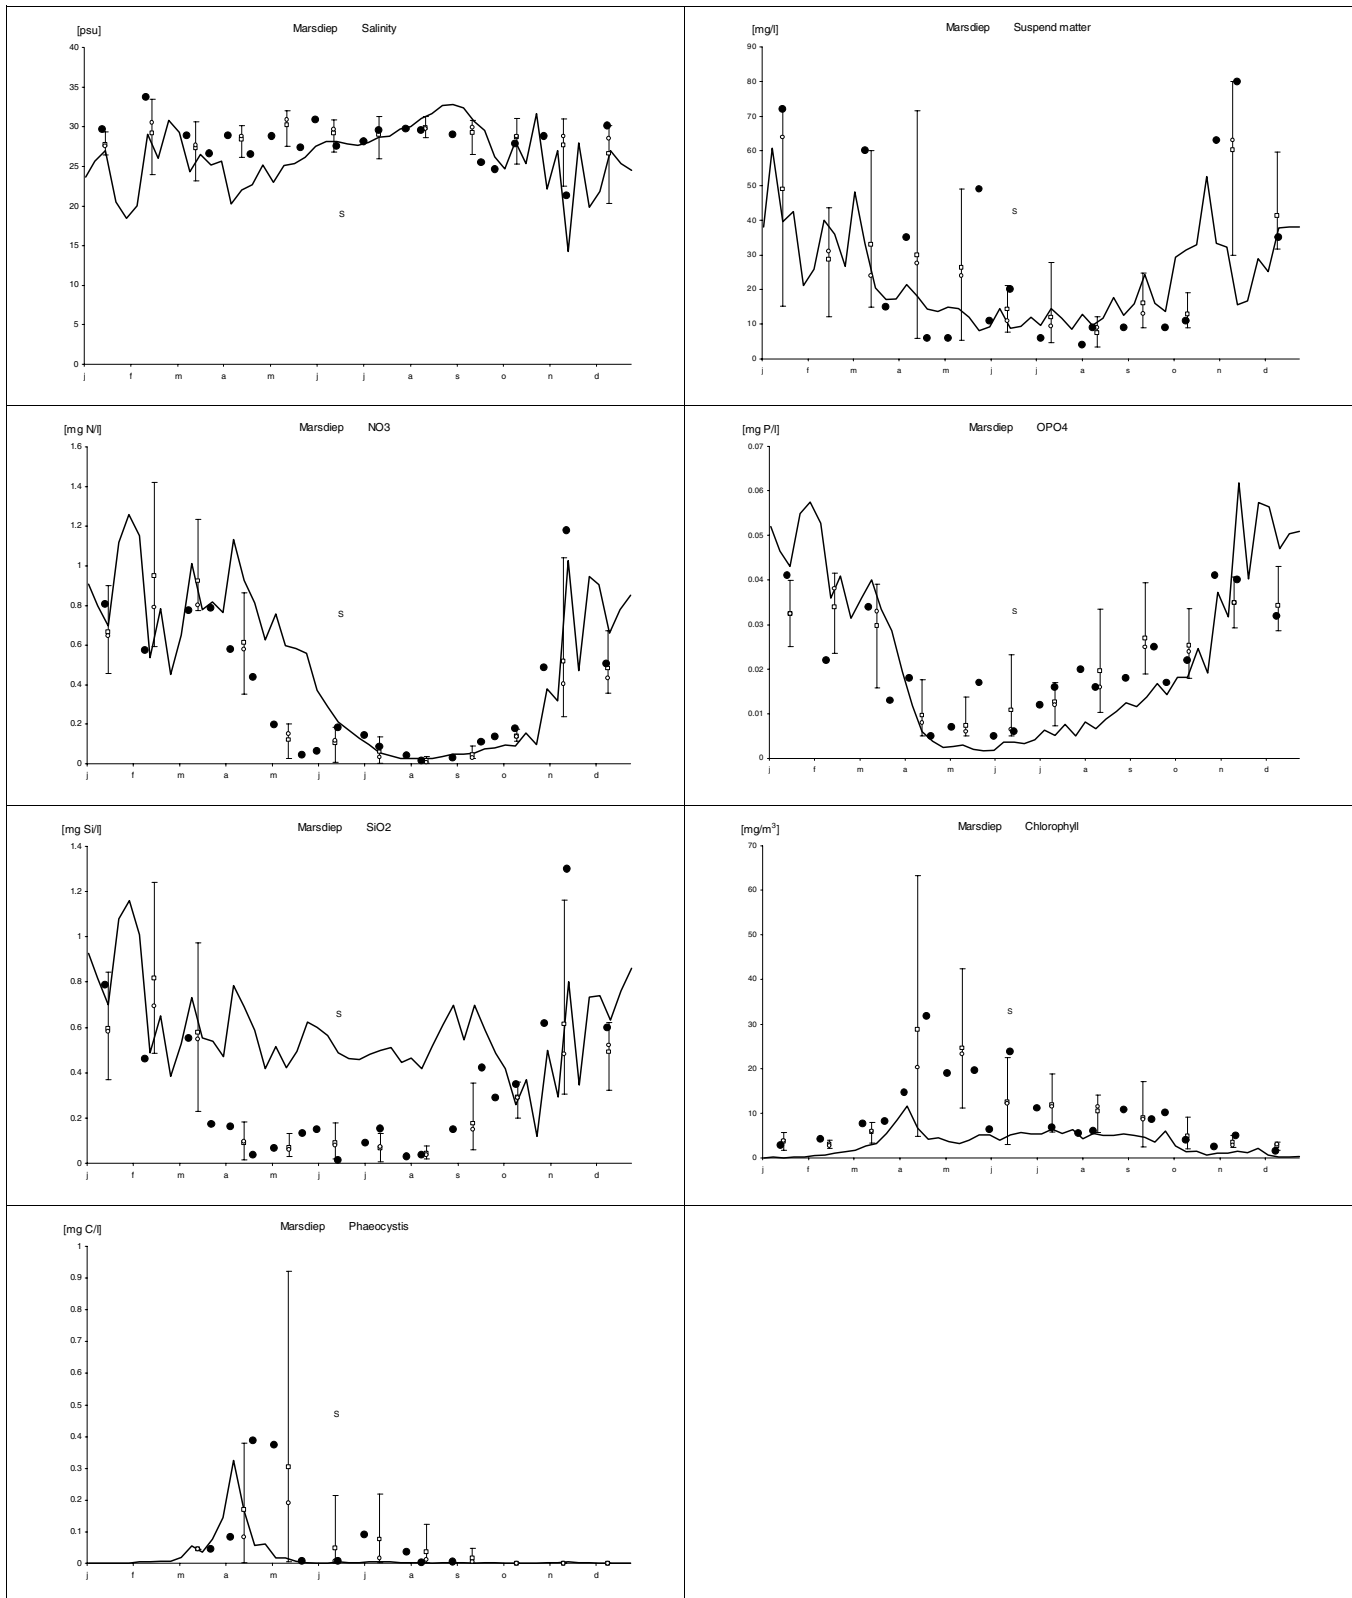 [psu]
Marsdiep Salinity
40
35
30
25
20
15
10
5
0
S
j f m a m j j a s o n d
[mg/l]
Marsdiep Suspend matter
90
80
70
60
50
40
30
20
10
0
S
j f m a m j j a s o n d
[mg N/l]
Marsdiep NO3
1.6
1.4
1.2
1
0.8
0.6
0.4
0.2
0
S
j f m a m j j a s o n d
[mg P/l]
Marsdiep OPO4
0.07
0.06
0.05
0.04
0.03
0.02
0.01
0
S
j f m a m j j a s o n d
[mg Si/l]
Marsdiep SiO2
1.4
1.2
1
0.8
0.6
0.4
0.2
0
S
j f m a m j j a s o n d
[mg/m³]
Marsdiep Chlorophyll
70
60
50
40
30
20
10
0
S
j f m a m j j a s o n d
[mg C/l]
Marsdiep Phaeocystis
1
0.9
0.8
0.7
0.6
0.5
0.4
0.3
0.2
0.1
0
S
j f m a m j j a s o n d